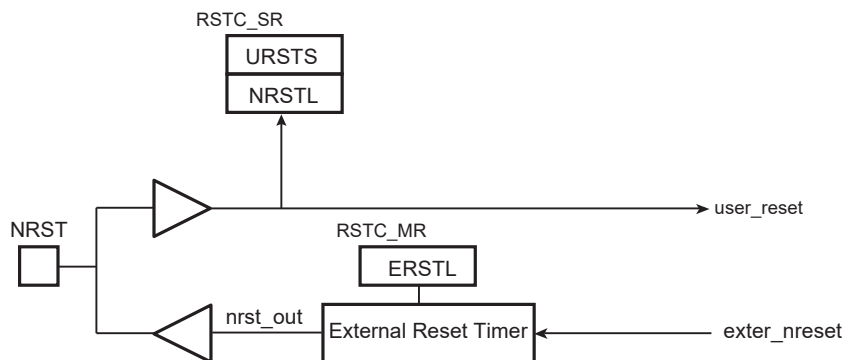 RSTC_SR
URSTS
NRSTL
user_reset
NRST
RSTC_MR
ERSTL
nrst_out
External Reset Timer
exter_nreset